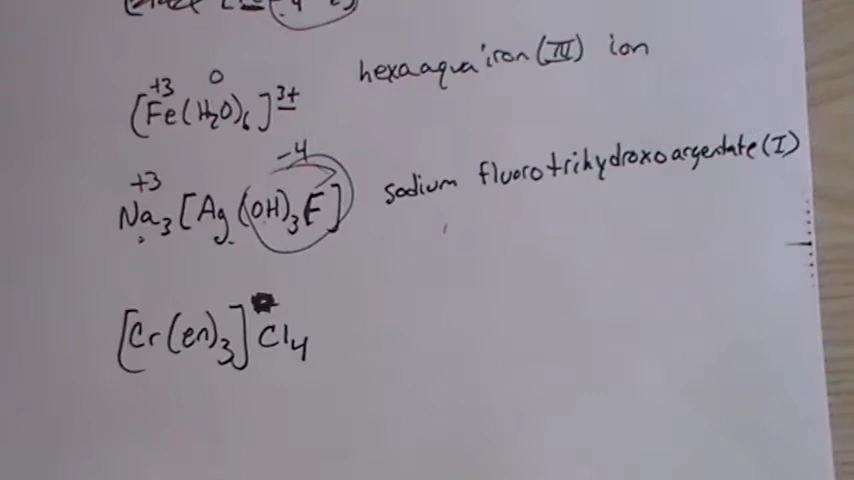 +3 0
[Fe(H₂O)₆]³⁺ hexaaqua iron (III) ion
+3 -4
Na₃[Ag(OH)₃F] sodium fluorotrihydroxoargentate(I)
[Cr(en)₃]Cl₄